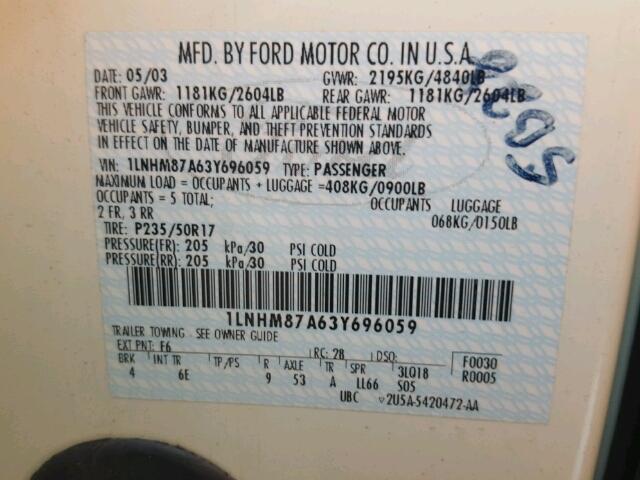 MFD. BY FORD MOTOR CO. IN U.S.A.
DATE: 05/03 GVWR: 2195KG/4840LB
FRONT GAWR: 1181KG/2604LB REAR GAWR: 1181KG/2604LB
THIS VEHICLE CONFORMS TO ALL APPLICABLE FEDERAL MOTOR
VEHICLE SAFETY, BUMPER, AND THEFT PREVENTION STANDARDS
IN EFFECT ON THE DATE OF MANUFACTURE SHOWN ABOVE.
VIN: 1LNHM87A63Y696059 TYPE: PASSENGER
MAXIMUM LOAD = OCCUPANTS + LUGGAGE =408KG/0900LB
OCCUPANTS = 5 TOTAL; OCCUPANTS LUGGAGE
2 FR, 3 RR 068KG/0150LB
TIRE: P235/50R17
PRESSURE(FR): 205 kPa/30 PSI COLD
PRESSURE(RR): 205 kPa/30 PSI COLD
1LNHM87A63Y696059
TRAILER TOWING - SEE OWNER GUIDE
EXT PNT: F6 RC: 28 DSO: F0030
BRK INT TR TP/PS R AXLE TR SPR 3LQ18 R0005
4 6E 9 53 A LL66 S05
UBC 2U5A-5420472-AA